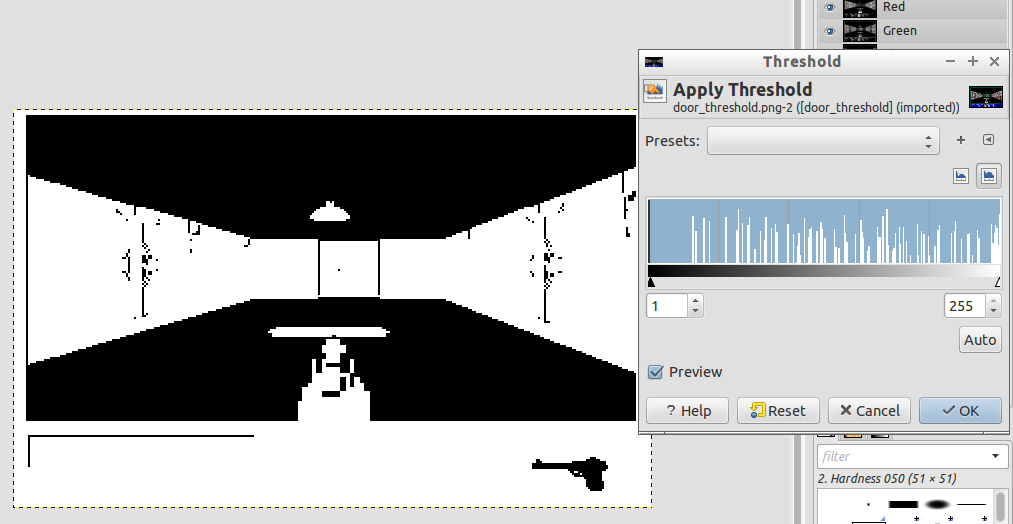 Red
Green
Threshold
Apply Threshold
door_threshold.png-2 ([door_threshold] (imported))
Presets:
1
255
Auto
Preview
? Help
Reset
Cancel
OK
filter
2. Hardness 050 (51 × 51)